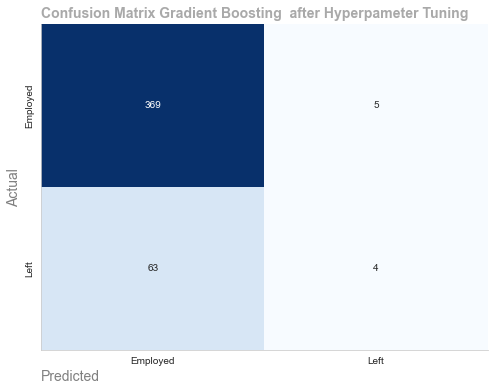 Confusion Matrix Gradient Boosting  after Hyperpameter Tuning
Employed
369
5
Actual
Left
63
4
Employed
Left
Predicted